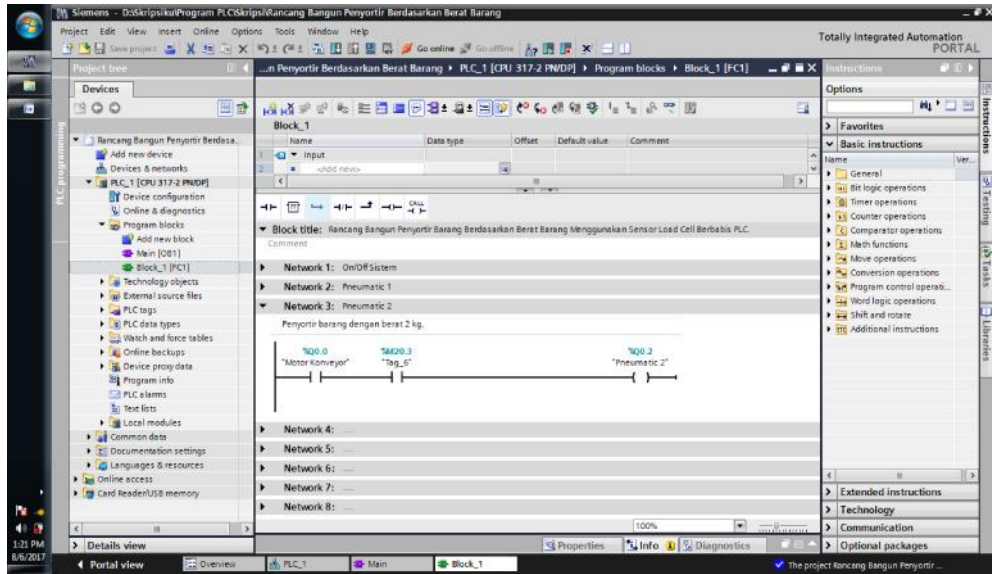 Siemens - D:\Skripsiku\Program PLC\Skripsi\Rancang Bangun Penyortir Berdasarkan Berat Barang
Project Edit View Insert Online Options Tools Window Help
Totally Integrated Automation
PORTAL
Save project
Go online
Go offline
Project tree
...n Penyortir Berdasarkan Berat Barang PLC_1 [CPU 317-2 PN/DP] Program blocks Block_1 [FC1]
Instructions
Devices
Options
PLC programming
Rancang Bangun Penyortir Berdasa...
Add new device
Devices & networks
PLC_1 [CPU 317-2 PN/DP]
Device configuration
Online & diagnostics
Program blocks
Add new block
Main [OB1]
Block_1 [FC1]
Technology objects
External source files
PLC tags
PLC data types
Watch and force tables
Online backups
Device proxy data
Program info
PLC alarms
Text lists
Local modules
Common data
Documentation settings
Languages & resources
Online access
Card Reader/USB memory
Details view
Block_1
Name Data type Offset Default value Comment
1 Input
2 <Add new>
CALL
Block title: Rancang Bangun Penyortir Barang Berdasarkan Berat Barang Menggunakan Sensor Load Cell Berbabis PLC.
Comment
Network 1: On/Off Sistem
Network 2: Pneumatic 1
Network 3: Pneumatic 2
Penyortir barang dengan berat 2 kg.
%Q0.0 %M20.3 %Q0.2
"Motor Konveyor" "Tag_6" "Pneumatic 2"
Network 4: .....
Network 5: .....
Network 6: .....
Network 7: .....
Network 8: .....
100%
Properties Info Diagnostics
Favorites
Basic instructions
Name Ver...
General
Bit logic operations
Timer operations
Counter operations
Comparator operations
Math functions
Move operations
Conversion operations
Program control operati...
Word logic operations
Shift and rotate
Additional instructions
Extended instructions
Technology
Communication
Optional packages
Instructions
Testing
Tasks
Libraries
1:21 PM
8/6/2017
Portal view Overview PLC_1 Main Block_1
The project Rancang Bangun Penyortir ...